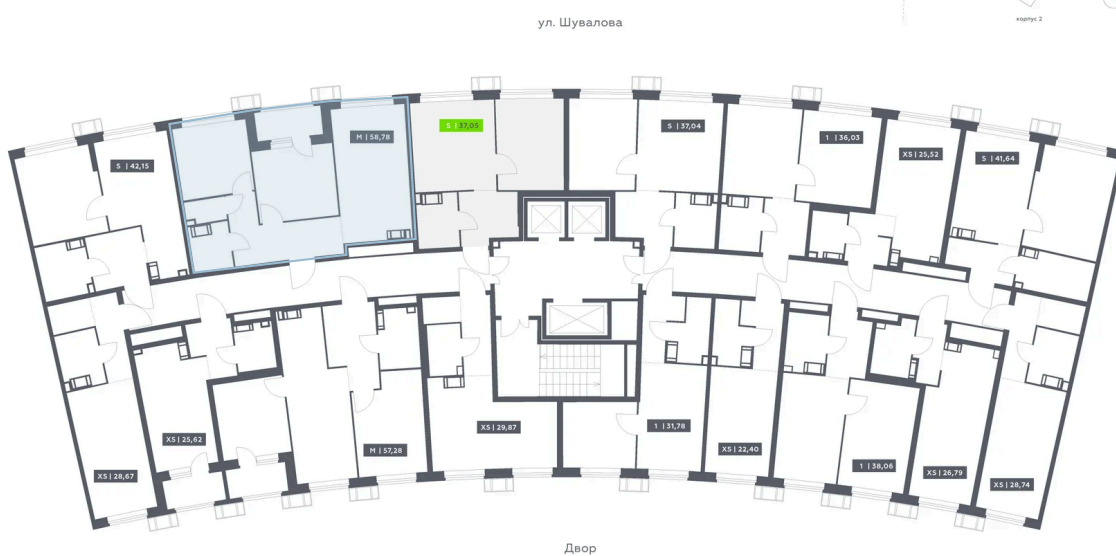 корпус 2
ул. Шувалова
M | 58,78
S | 37,05
S | 37,04
1 | 36,03
XS | 25,52
S | 41,64
S | 42,15
XS | 28,67
XS | 25,62
M | 57,28
XS | 29,87
1 | 31,78
XS | 22,40
1 | 38,06
XS | 26,79
XS | 28,74
Двор